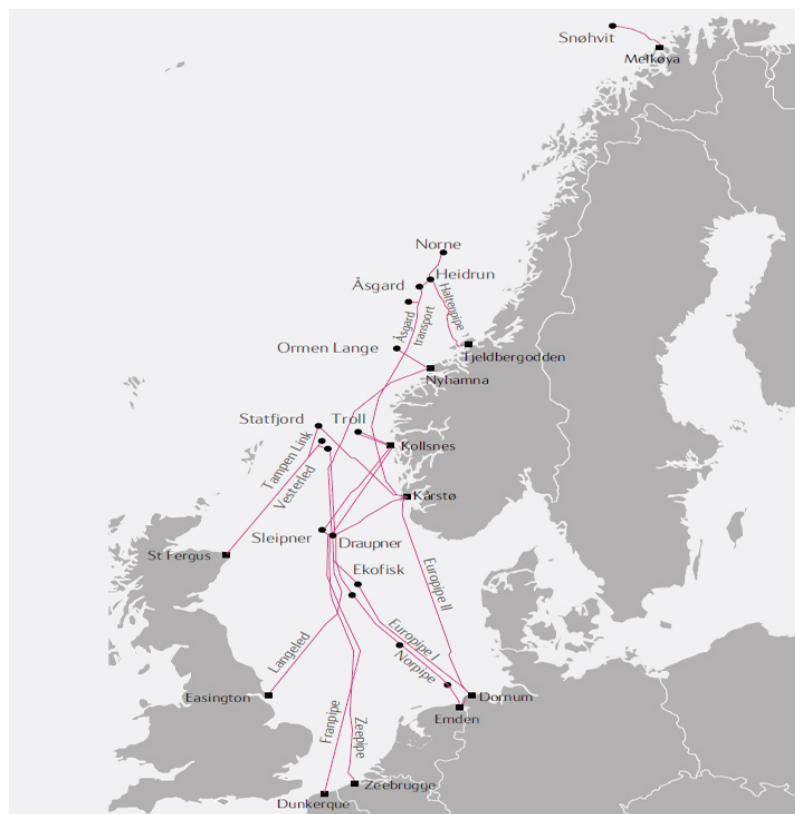 Snøhvit
Melkøya
Norne
Heidrun
Åsgard
Haltenpipe
Åsgard
transport
Ormen Lange
Tjeldbergodden
Nyhamna
Statfjord
Troll
Tampen Link
Kollsnes
Vesterled
Kårstø
Sleipner
Draupner
St Fergus
Ekofisk
Europipe II
Europipe I
Norpipe
Langeled
Easington
Dornum
Emden
Franpipe
Zeepipe
Zeebrugge
Dunkerque